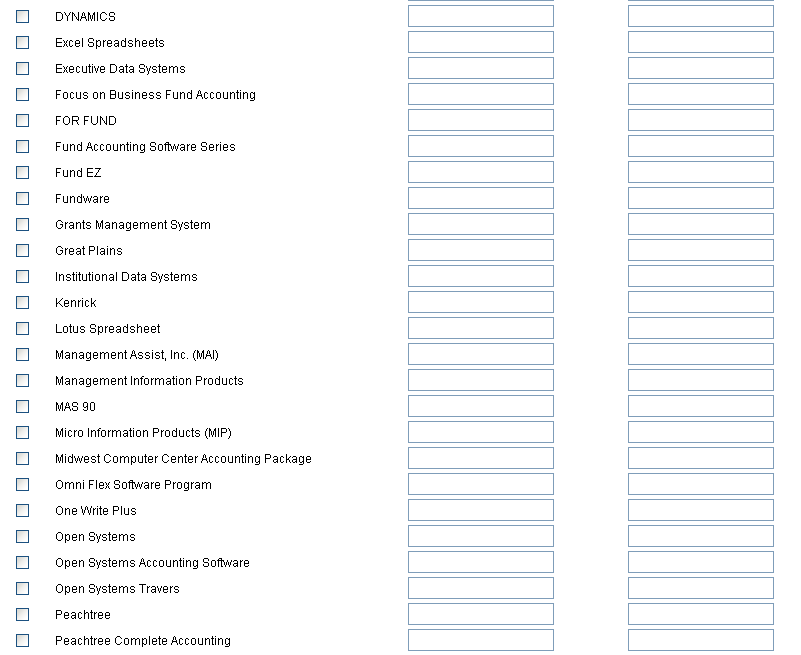 DYNAMICS
Excel Spreadsheets
Executive Data Systems
Focus on Business Fund Accounting
FOR FUND
Fund Accounting Software Series
Fund EZ
Fundware
Grants Management System
Great Plains
Institutional Data Systems
Kenrick
Lotus Spreadsheet
Management Assist, Inc. (MAI)
Management Information Products
MAS 90
Micro Information Products (MIP)
Midwest Computer Center Accounting Package
Omni Flex Software Program
One Write Plus
Open Systems
Open Systems Accounting Software
Open Systems Travers
Peachtree
Peachtree Complete Accounting